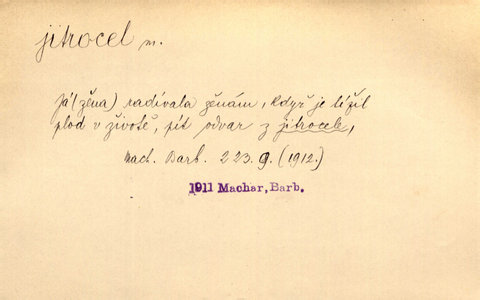 jitrocel m.
Já (žena) radívala ženám, když je tížil
plod v životě, pít odvar z jitrocele,
Mach. Barb. 223. 9. (1912.)
1911 Machar, Barb.